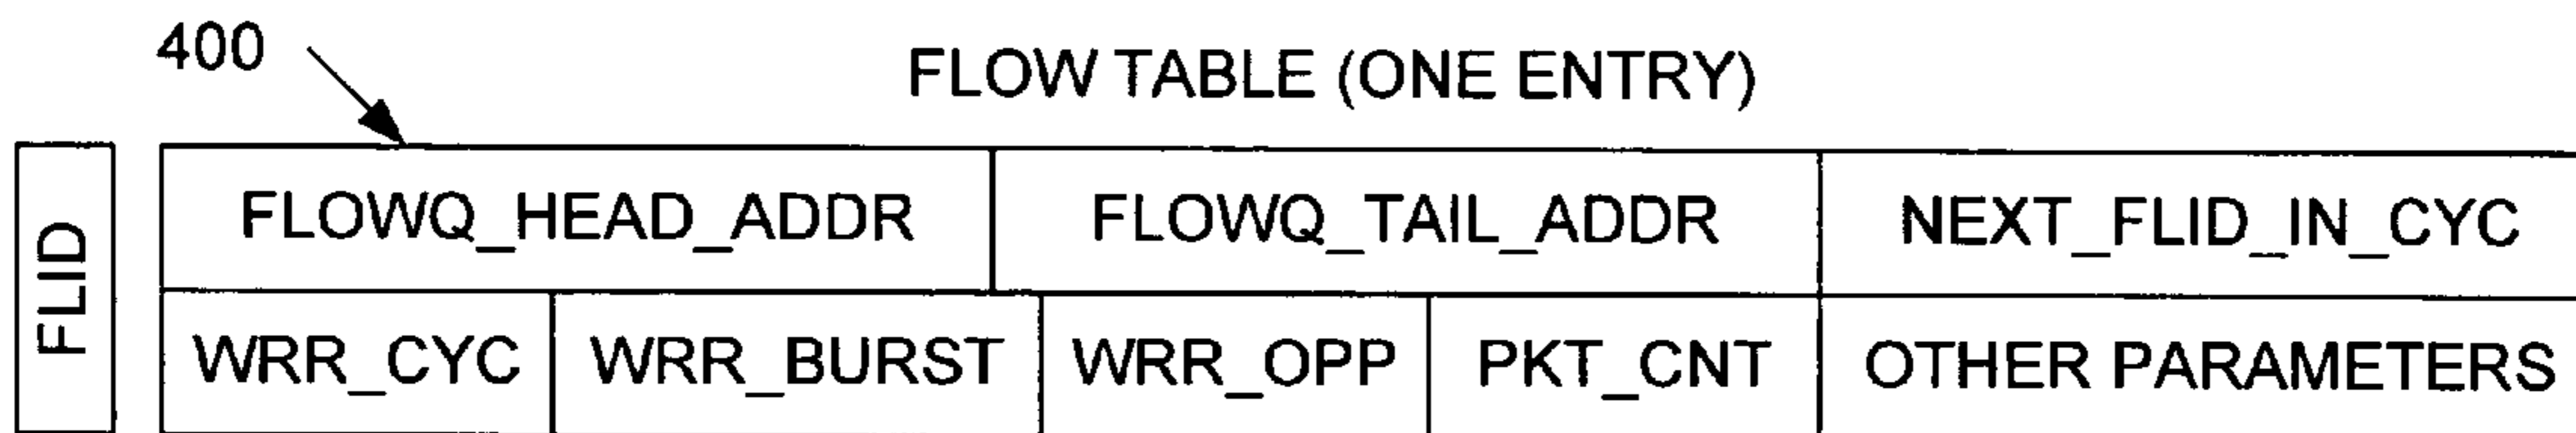 400
FLOW TABLE (ONE ENTRY)
FLID
FLOWQ_HEAD_ADDR FLOWQ_TAIL_ADDR NEXT_FLID_IN_CYC
WRR_CYC WRR_BURST WRR_OPP PKT_CNT OTHER PARAMETERS